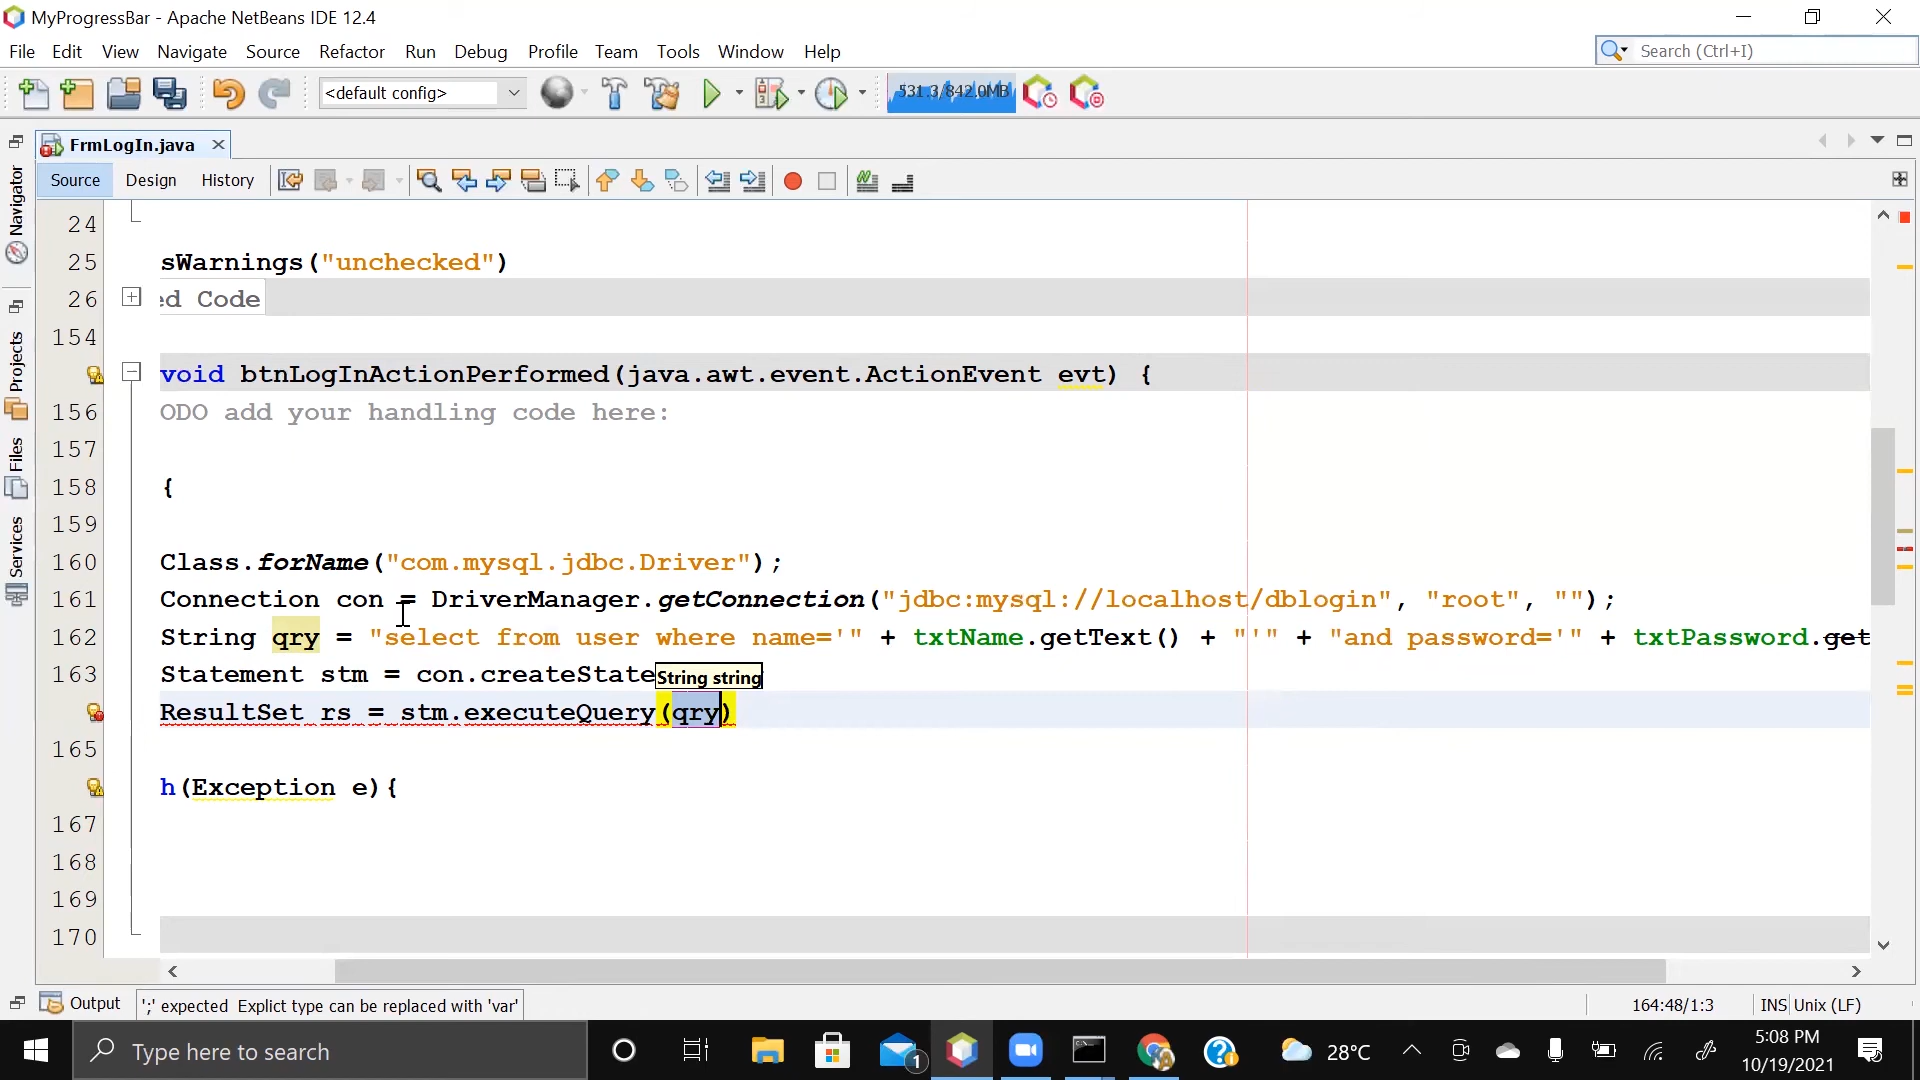 MyProgressBar - Apache NetBeans IDE 12.4
File Edit View Navigate Source Refactor Run Debug Profile Team Tools Window Help
Search (Ctrl+I)
<default config>
531.3/842.0MB
FrmLogIn.java
Source Design History
Navigator
Projects
Files
Services
24
25 sWarnings("unchecked")
26 ed Code
154
void btnLogInActionPerformed(java.awt.event.ActionEvent evt) {
156 ODO add your handling code here:
157
158 {
159
160 Class.forName("com.mysql.jdbc.Driver");
161 Connection con = DriverManager.getConnection("jdbc:mysql://localhost/dblogin", "root", "");
162 String qry = "select from user where name='" + txtName.getText() + "'" + "and password='" + txtPassword.get
163 Statement stm = con.createState
String string
ResultSet rs = stm.executeQuery(qry)
165
h(Exception e){
167
168
169
170
Output
';' expected Explict type can be replaced with 'var'
164:48/1:3 INS Unix (LF)
Type here to search
1
28°C
5:08 PM
10/19/2021